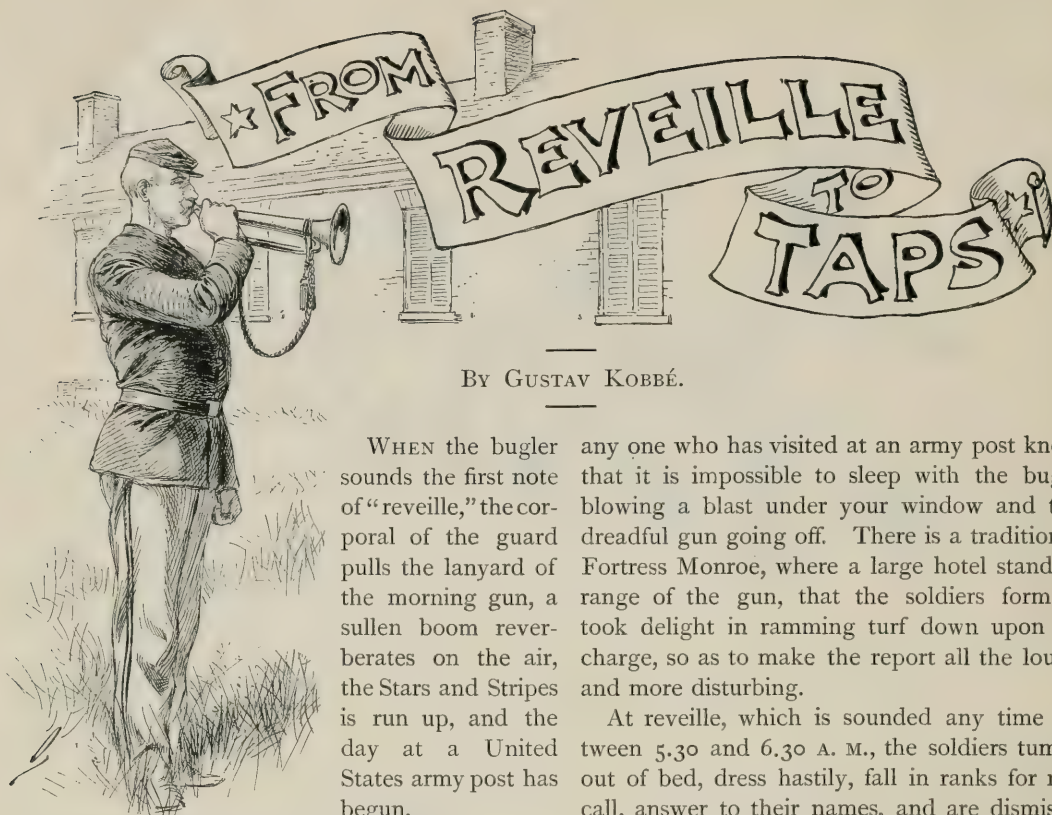 FROM
REVEILLE
TO
TAPS
BY GUSTAV KOBBÉ.
WHEN the bugler
sounds the first note
of "reveille," the cor-
poral of the guard
pulls the lanyard of
the morning gun, a
sullen boom rever-
berates on the air,
the Stars and Stripes
is run up, and the
day at a United
States army post has
begun.
any one who has visited at an army post kno
that it is impossible to sleep with the bug
blowing a blast under your window and t
dreadful gun going off. There is a tradition
Fortress Monroe, where a large hotel stand
range of the gun, that the soldiers form
took delight in ramming turf down upon
charge, so as to make the report all the lou
and more disturbing.
At reveille, which is sounded any time
tween 5.30 and 6.30 A. M., the soldiers tum
out of bed, dress hastily, fall in ranks for r
call, answer to their names, and are dismis